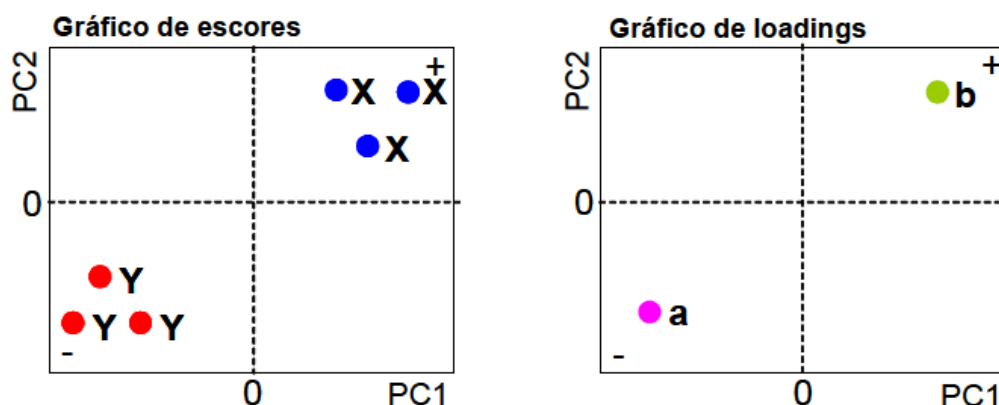 Gráfico de escores
PC2
+
X X
X
0
Y
Y Y
-
0 PC1
Gráfico de loadings
PC2
+
b
0
a
-
0 PC1